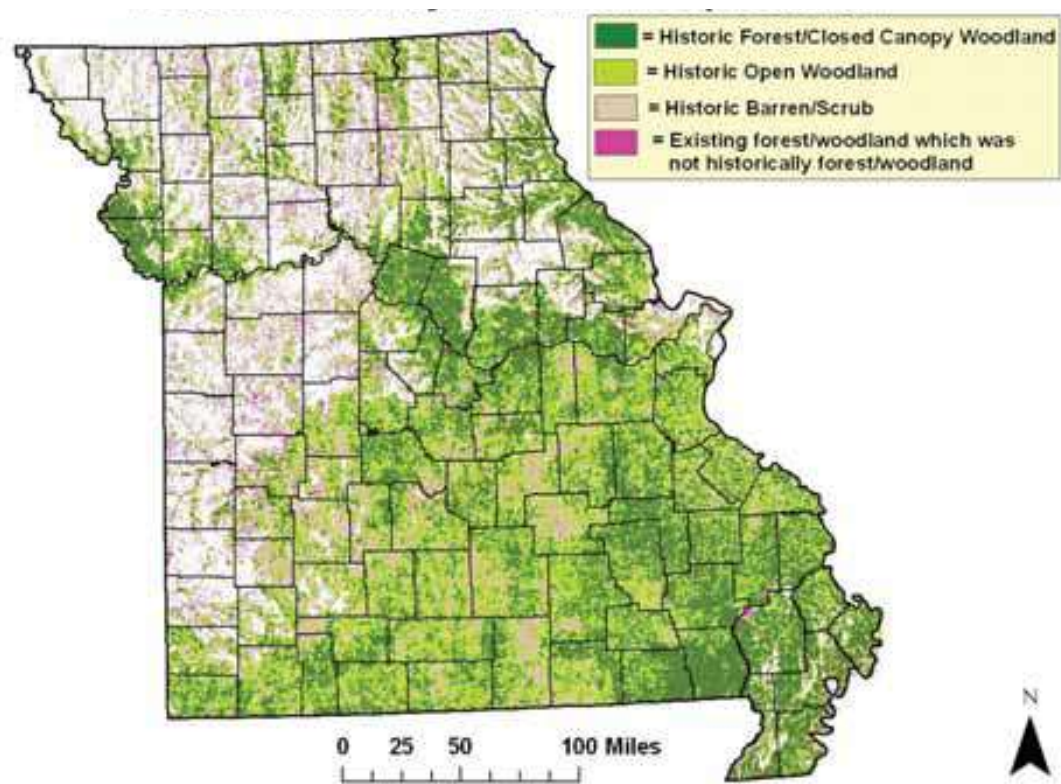 = Historic Forest/Closed Canopy Woodland
= Historic Open Woodland
= Historic Barren/Scrub
= Existing forest/woodland which was
not historically forest/woodland
N
0 25 50 100 Miles